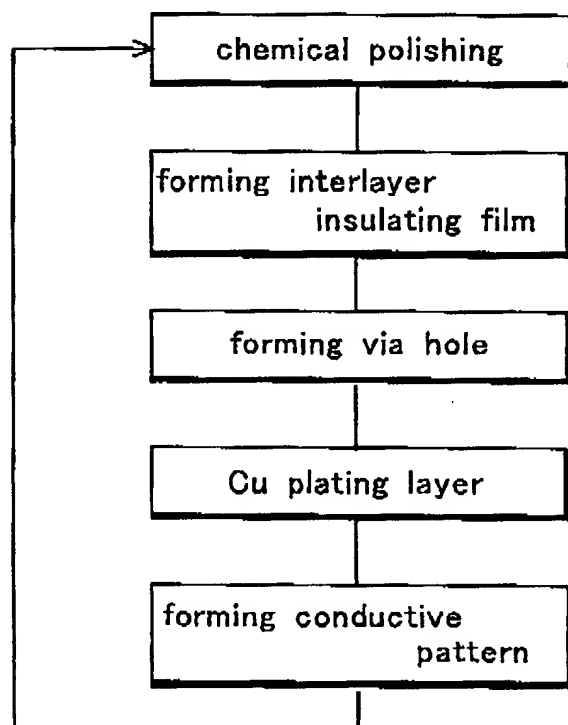 chemical polishing
forming interlayer
insulating film
forming via hole
Cu plating layer
forming conductive
pattern